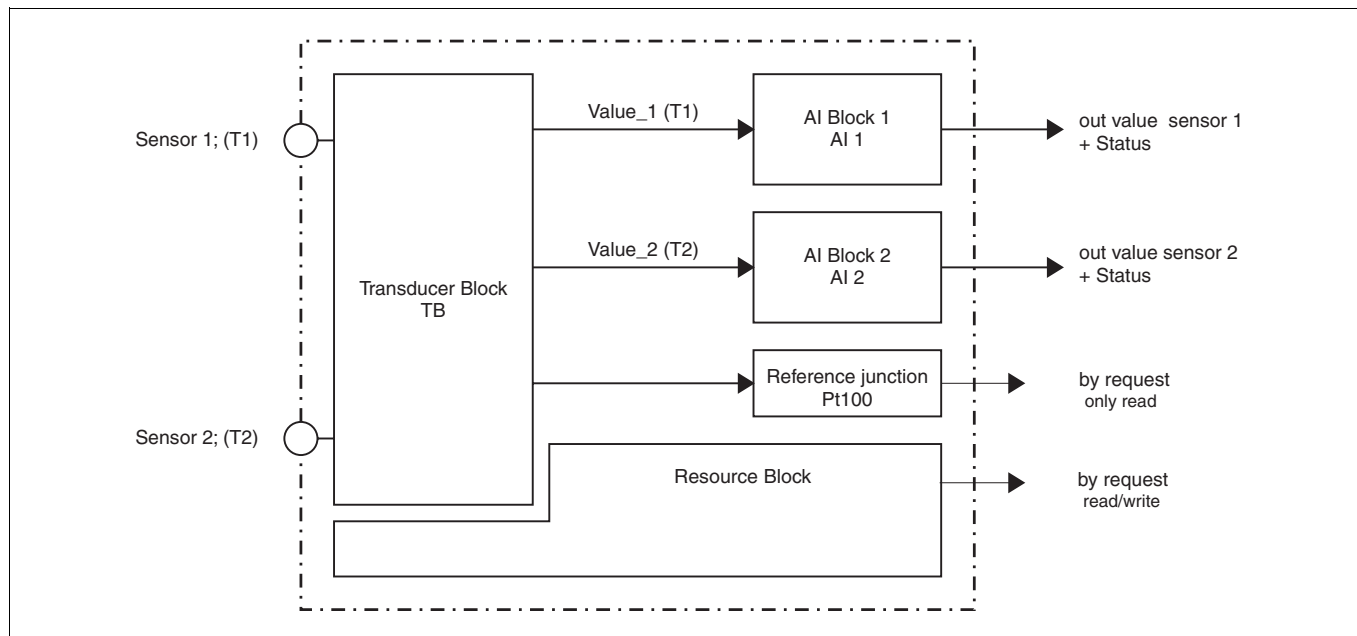 Sensor 1; (T1)
Value_1 (T1)
AI Block 1
AI 1
out value sensor 1
+ Status
Value_2 (T2)
AI Block 2
AI 2
out value sensor 2
+ Status
Transducer Block
TB
Reference junction
Pt100
by request
only read
Sensor 2; (T2)
Resource Block
by request
read/write